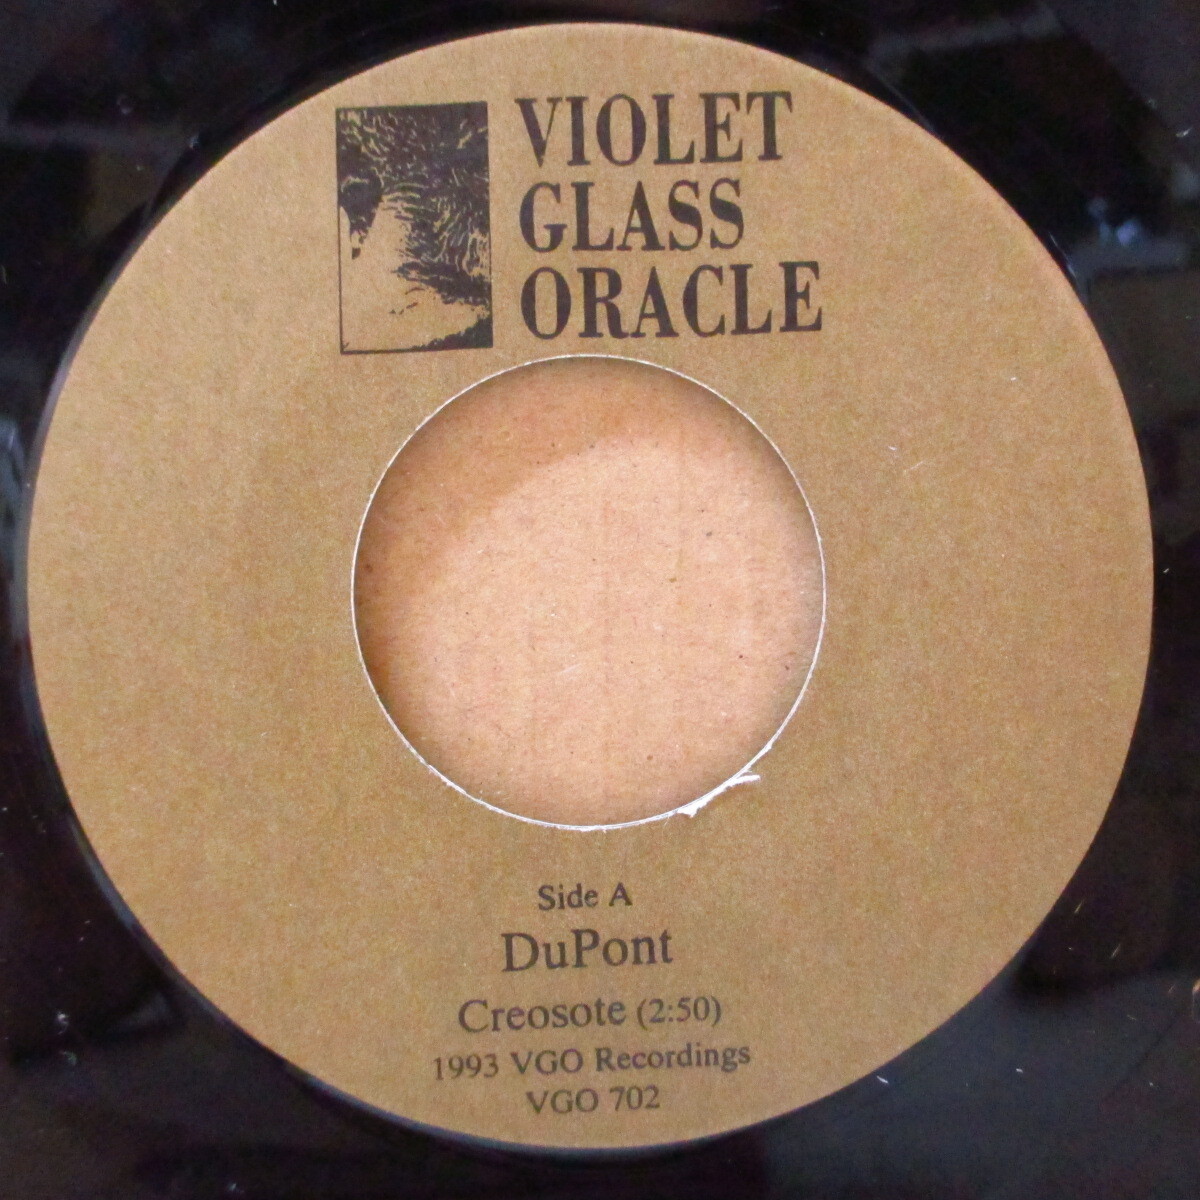 VIOLET
GLASS
ORACLE
Side A
DuPont
Creosote (2:50)
1993 VGO Recordings
VGO 702